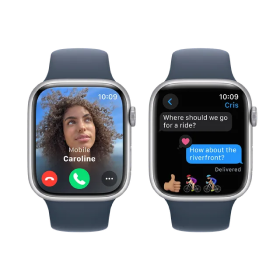 10:09
Mobile
Caroline
10:09
Cris
Where should we go
for a ride?
How about the
riverfront?
Delivered